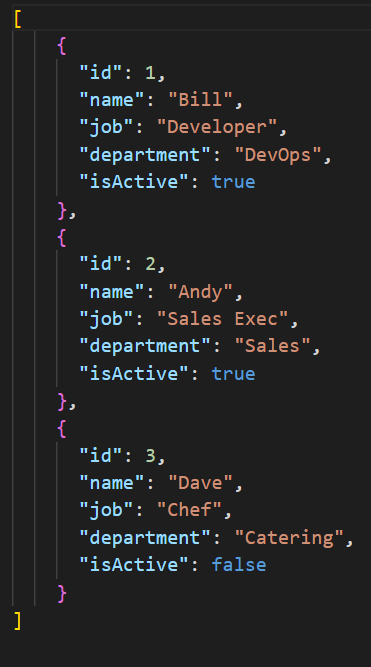 [
    {
      "id": 1,
      "name": "Bill",
      "job": "Developer",
      "department": "DevOps",
      "isActive": true
    },
    {
      "id": 2,
      "name": "Andy",
      "job": "Sales Exec",
      "department": "Sales",
      "isActive": true
    },
    {
      "id": 3,
      "name": "Dave",
      "job": "Chef",
      "department": "Catering",
      "isActive": false
    }
]